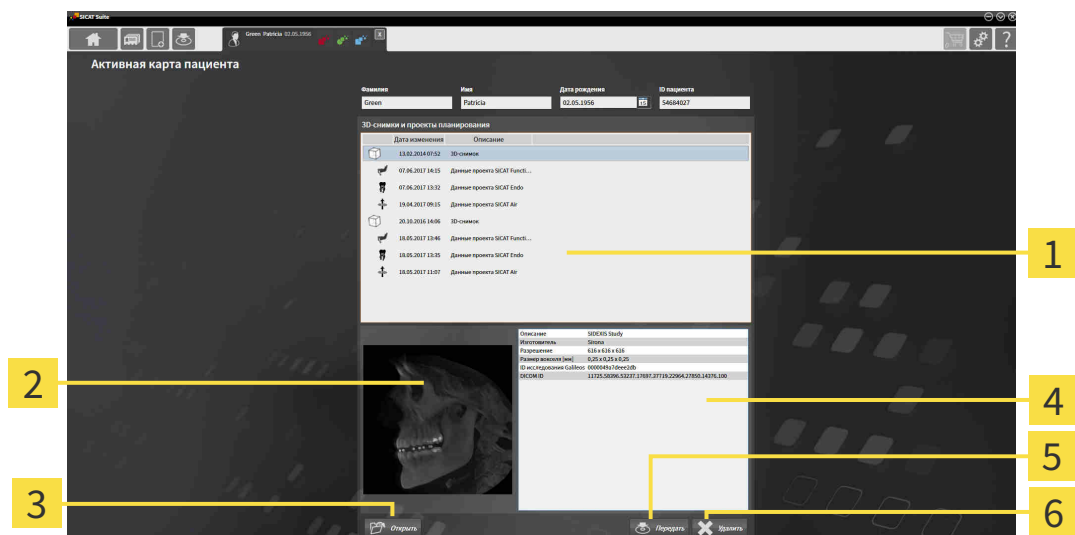 SICAT Suite
Green Patricia 02.05.1956
X
?
Активная карта пациента
Фамилия Имя Дата рождения ID пациента
Green Patricia 02.05.1956 15 54684027
3D-снимки и проекты планирования
Дата изменения Описание
13.02.2014 07:52 3D-снимок
07.06.2017 14:15 Данные проекта SICAT Functi...
07.06.2017 13:32 Данные проекта SICAT Endo
19.04.2017 09:15 Данные проекта SICAT Air
20.10.2016 14:06 3D-снимок
18.05.2017 13:46 Данные проекта SICAT Functi...
18.05.2017 13:35 Данные проекта SICAT Endo
18.05.2017 11:07 Данные проекта SICAT Air
1
Описание SIDEXIS Study
Изготовитель Sirona
Разрешение 616 x 616 x 616
Размер вокселя [мм] 0,25 x 0,25 x 0,25
ID исследования Galileos 0000049a7deee2db
DICOM ID 11725.58396.53237.17697.37719.22964.27850.14376.100
2
4
5
3
Открыть Передать Удалить
6